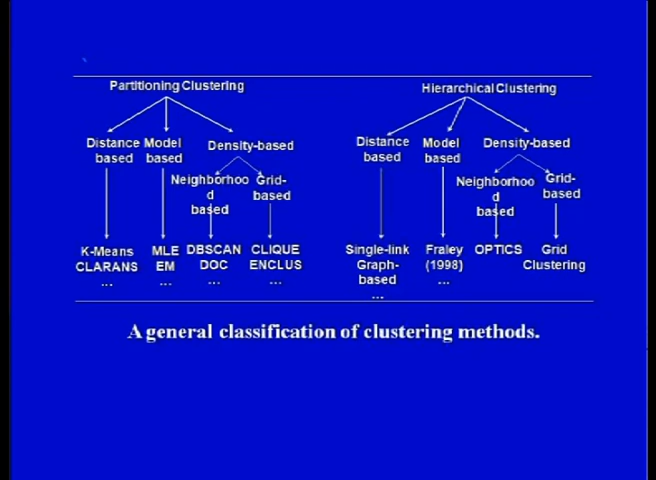 Partitioning Clustering
Hierarchical Clustering
Distance based
Model based
Density-based
Neighborhoo
d
based
Grid-
based
Distance
based
Model
based
Density-based
Neighborhoo
d
based
Grid-
based
K-Means
CLARANS
...
MLE
EM
...
DBSCAN
DOC
...
CLIQUE
ENCLUS
...
Single-link
Graph-
based
...
Fraley
(1998)
...
OPTICS
Grid
Clustering
A general classification of clustering methods.